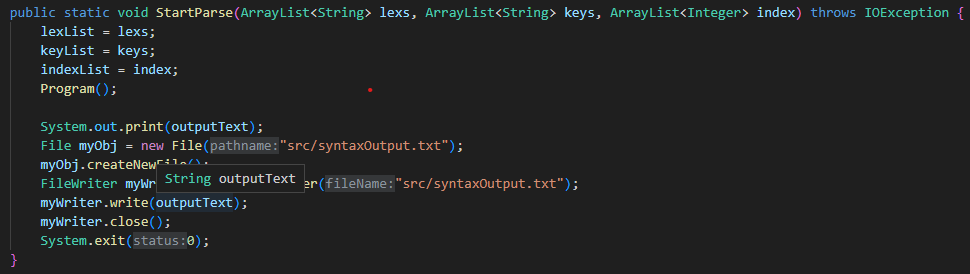 public static void StartParse(ArrayList<String> lexs, ArrayList<String> keys, ArrayList<Integer> index) throws IOException {
lexList = lexs;
keyList = keys;
indexList = index;
Program();
System.out.print(outputText);
File myObj = new File(pathname:"src/syntaxOutput.txt");
myObj.createNewFile();
String outputText
FileWriter myWr er(fileName:"src/syntaxOutput.txt");
myWriter.write(outputText);
myWriter.close();
System.exit(status:0);
}